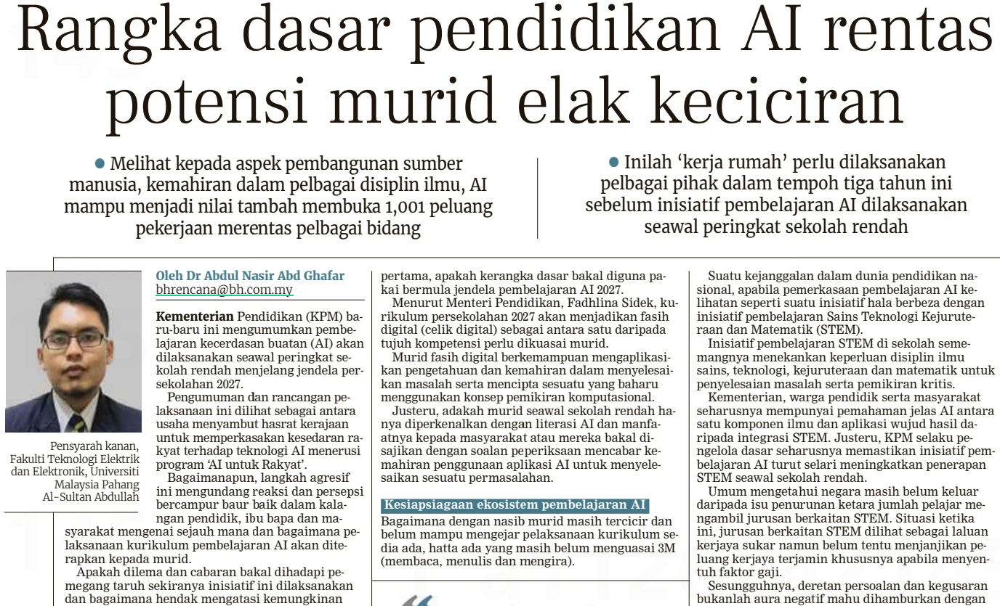 Rangka dasar pendidikan AI rentas
potensi murid elak keciciran
● Melihat kepada aspek pembangunan sumber
manusia, kemahiran dalam pelbagai disiplin ilmu, AI
mampu menjadi nilai tambah membuka 1,001 peluang
pekerjaan merentas pelbagai bidang
● Inilah ‘kerja rumah’ perlu dilaksanakan
pelbagai pihak dalam tempoh tiga tahun ini
sebelum inisiatif pembelajaran AI dilaksanakan
seawal peringkat sekolah rendah
Pensyarah kanan,
Fakulti Teknologi Elektrik
dan Elektronik, Universiti
Malaysia Pahang
Al-Sultan Abdullah
Oleh Dr Abdul Nasir Abd Ghafar
bhrencana@bh.com.my
Kementerian Pendidikan (KPM) ba-
ru-baru ini mengumumkan pembe-
lajaran kecerdasan buatan (AI) akan
dilaksanakan seawal peringkat se-
kolah rendah menjelang jendela per-
sekolahan 2027.
Pengumuman dan rancangan pe-
laksanaan ini dilihat sebagai antara
usaha menyambut hasrat kerajaan
untuk memperkasakan kesedaran ra-
kyat terhadap teknologi AI menerusi
program ‘AI untuk Rakyat’.
Bagaimanapun, langkah agresif
ini mengundang reaksi dan persepsi
bercampur baur baik dalam kala-
ngan pendidik, ibu bapa dan ma-
syarakat mengenai sejauh mana dan bagaimana pe-
laksanaan kurikulum pembelajaran AI akan dite-
rapkan kepada murid.
Apakah dilema dan cabaran bakal dihadapi pe-
megang taruh sekiranya inisiatif ini dilaksanakan
dan bagaimana hendak mengatasi kemungkinan
pertama, apakah kerangka dasar bakal diguna pa-
kai bermula jendela pembelajaran AI 2027.
Menurut Menteri Pendidikan, Fadhlina Sidek, ku-
rikulum persekolahan 2027 akan menjadikan fasih
digital (celik digital) sebagai antara satu daripada
tujuh kompetensi perlu dikuasai murid.
Murid fasih digital berkemampuan mengaplikasi-
kan pengetahuan dan kemahiran dalam menyelesai-
kan masalah serta mencipta sesuatu yang baharu
menggunakan konsep pemikiran komputasional.
Justeru, adakah murid seawal sekolah rendah ha-
nya diperkenalkan dengan literasi AI dan manfa-
atnya kepada masyarakat atau mereka bakal di-
sajikan dengan soalan peperiksaan mencabar ke-
mahiran penggunaan aplikasi AI untuk menyele-
saikan sesuatu permasalahan.
Kesiapsiagaan ekosistem pembelajaran AI
Bagaimana dengan nasib murid masih tercicir dan
belum mampu mengejar pelaksanaan kurikulum se-
dia ada, hatta ada yang masih belum menguasai 3M
(membaca, menulis dan mengira).
Suatu kejanggalan dalam dunia pendidikan na-
sional, apabila pemerkasaan pembelajaran AI ke-
lihatan seperti suatu inisiatif hala berbeza dengan
inisiatif pembelajaran Sains Teknologi Kejurute-
raan dan Matematik (STEM).
Inisiatif pembelajaran STEM di sekolah seme-
mangnya menekankan keperluan disiplin ilmu
sains, teknologi, kejuruteraan dan matematik untuk
penyelesaian masalah serta pemikiran kritis.
Kementerian, warga pendidik serta masyarakat
seharusnya mempunyai pemahaman jelas AI antara
satu komponen ilmu dan aplikasi wujud hasil da-
ripada integrasi STEM. Justeru, KPM selaku pe-
ngelola dasar seharusnya memastikan inisiatif pem-
belajaran AI turut selari meningkatkan penerapan
STEM seawal sekolah rendah.
Umum mengetahui negara masih belum keluar
daripada isu penurunan ketara jumlah pelajar me-
ngambil jurusan berkaitan STEM. Situasi ketika
ini, jurusan berkaitan STEM dilihat sebagai laluan
kerjaya sukar namun belum tentu menjanjikan pe-
luang kerjaya terjamin khususnya apabila menyen-
tuh faktor gaji.
Sesungguhnya, deretan persoalan dan kegusaran
bukanlah aura negatif mahu dihamburkan dengan